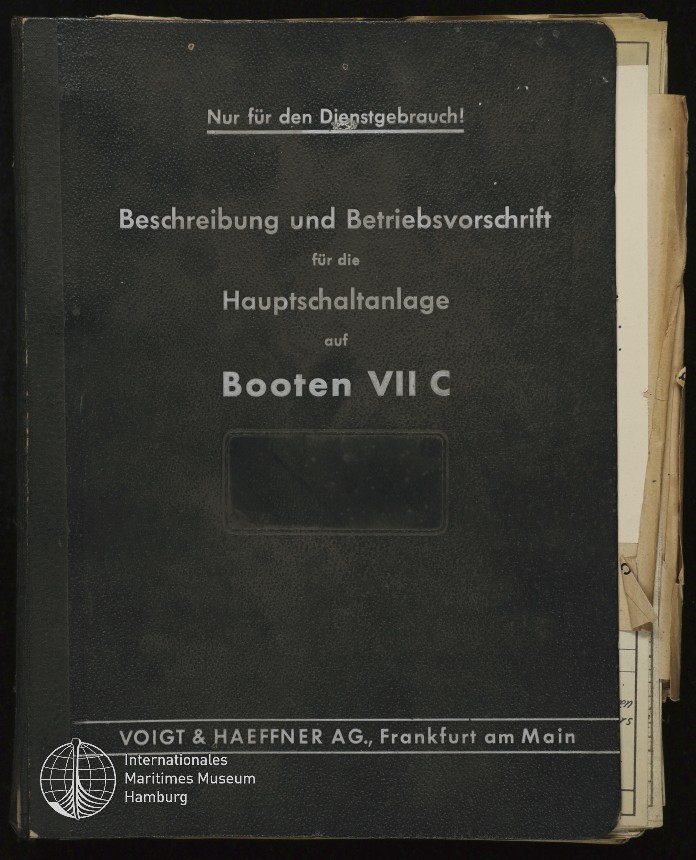 Nur für den Dienstgebrauch!
Beschreibung und Betriebsvorschrift
für die
Hauptschaltanlage
auf
Booten VII C
VOIGT & HAEFFNER AG., Frankfurt am Main
Internationales
Maritimes Museum
Hamburg